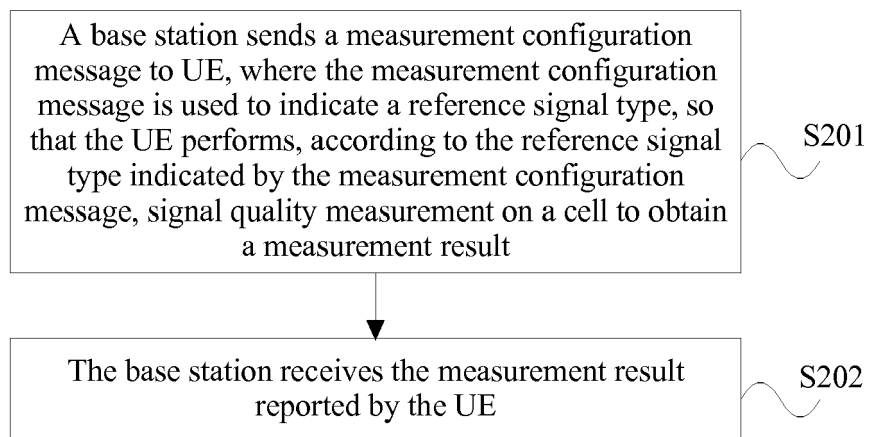 A base station sends a measurement configuration
message to UE, where the measurement configuration
message is used to indicate a reference signal type, so
that the UE performs, according to the reference signal
type indicated by the measurement configuration
message, signal quality measurement on a cell to obtain
a measurement result
S201
The base station receives the measurement result
reported by the UE
S202